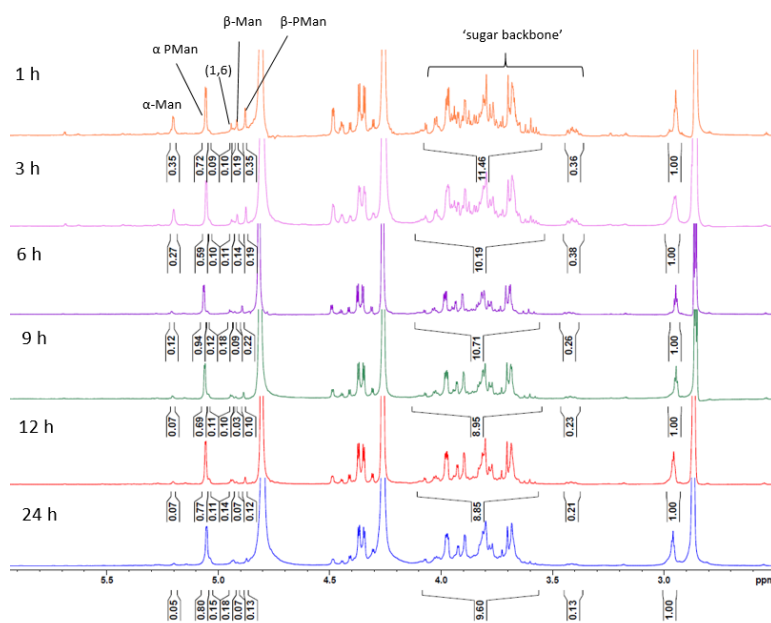 β-Man
β-PMan
'sugar backbone'
α PMan
(1,6)
α-Man
1 h
0.35 0.72 0.09 0.10 0.19 0.35 11.46 0.36 1.00
3 h
0.27 0.59 0.10 0.11 0.14 0.19 10.19 0.38 1.00
6 h
0.12 0.94 0.12 0.18 0.09 0.22 10.71 0.26 1.00
9 h
0.07 0.69 0.11 0.10 0.03 0.10 8.95 0.23 1.00
12 h
0.07 0.77 0.11 0.14 0.07 0.12 8.85 0.21 1.00
24 h
5.5 5.0 4.5 4.0 3.5 3.0 ppm
0.05 0.80 0.15 0.18 0.07 0.13 9.60 0.13 1.00